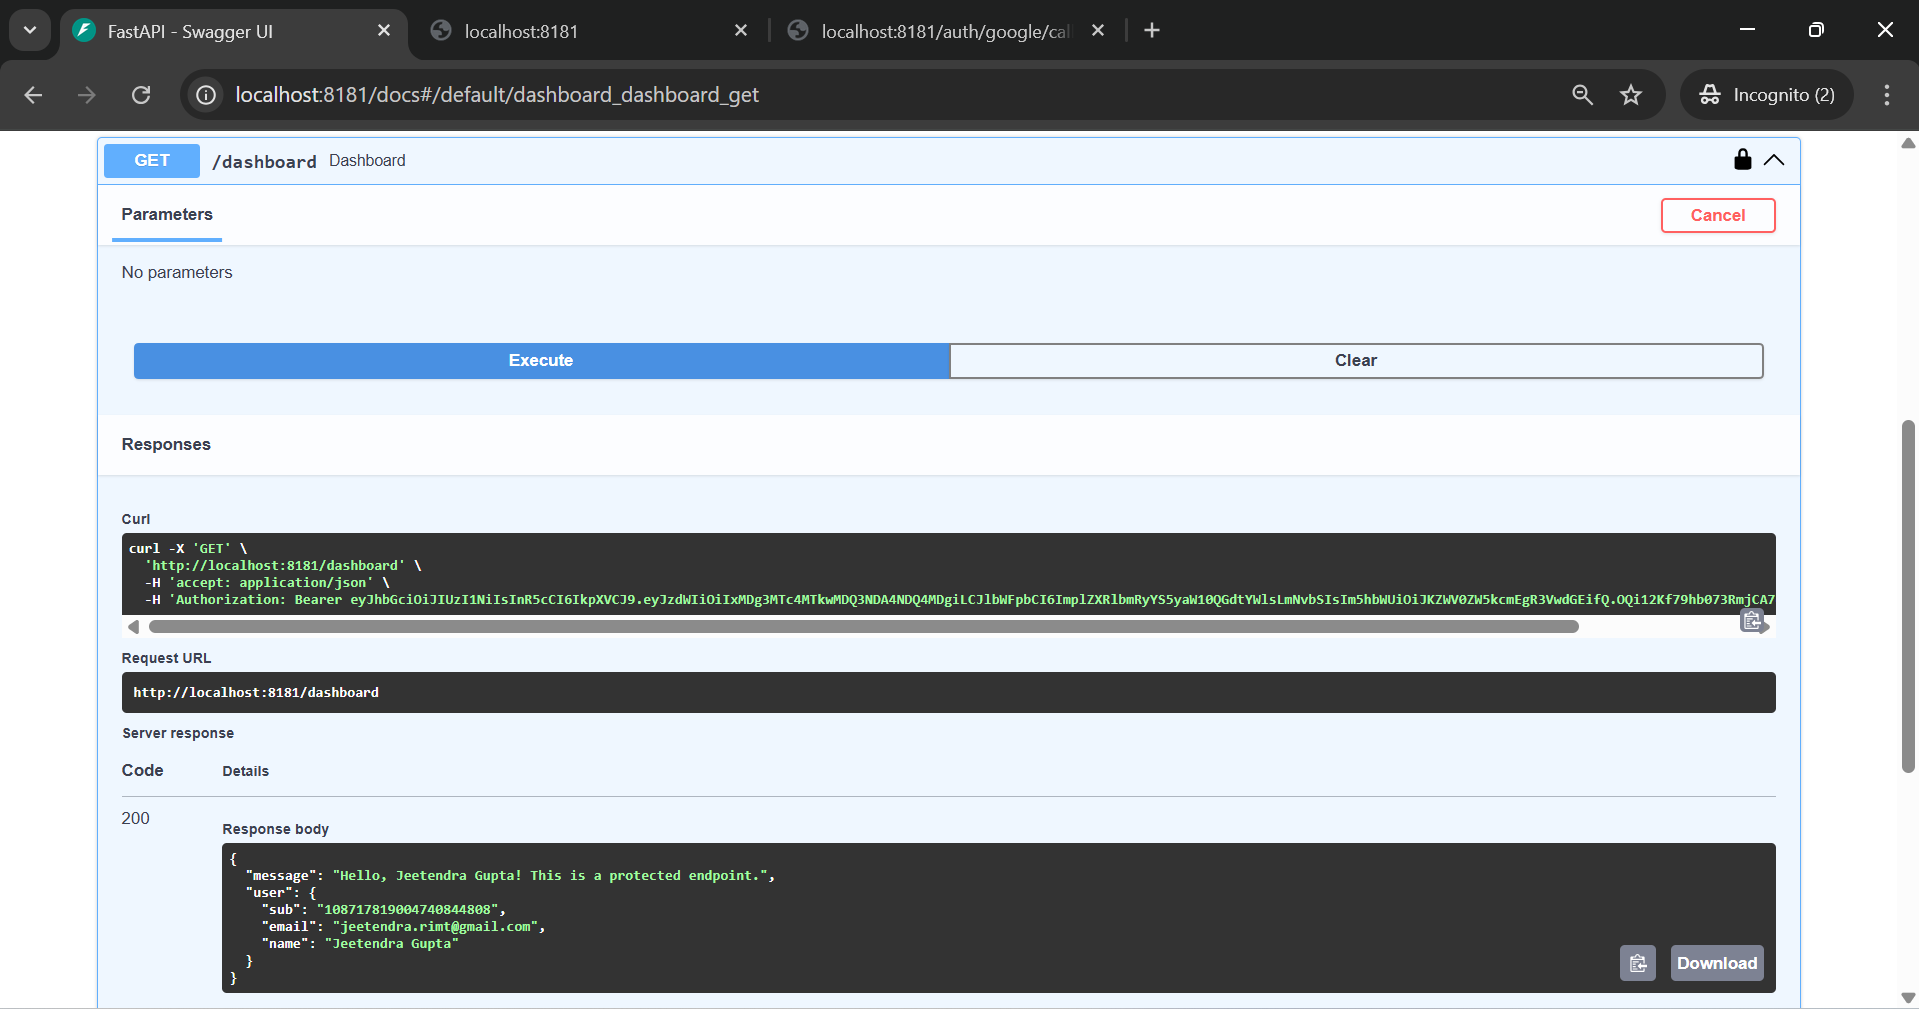 FastAPI - Swagger UI
localhost:8181
localhost:8181/auth/google/cal
localhost:8181/docs#/default/dashboard_dashboard_get
Incognito (2)
GET /dashboard Dashboard
Parameters
Cancel
No parameters
Execute
Clear
Responses
Curl
curl -X 'GET' \
'http://localhost:8181/dashboard' \
-H 'accept: application/json' \
-H 'Authorization: Bearer eyJhbGciOiJIUzI1NiIsInR5cCI6IkpXVCJ9.eyJzdWIiOiIxMDg3MTc4MTkwMDQ3NDA4NDQ4MDgiLCJlbWFpbCI6ImplZXRlbmRyYS5yaW10QGdtYWlsLmNvbSIsIm5hbWUiOiJKZWV0ZW5kcmEgR3VwdGEifQ.OQi12Kf79hb073RmjCA7
Request URL
http://localhost:8181/dashboard
Server response
Code Details
200
Response body
{
"message": "Hello, Jeetendra Gupta! This is a protected endpoint.",
"user": {
"sub": "108717819004740844808",
"email": "jeetendra.rimt@gmail.com",
"name": "Jeetendra Gupta"
}
}
Download